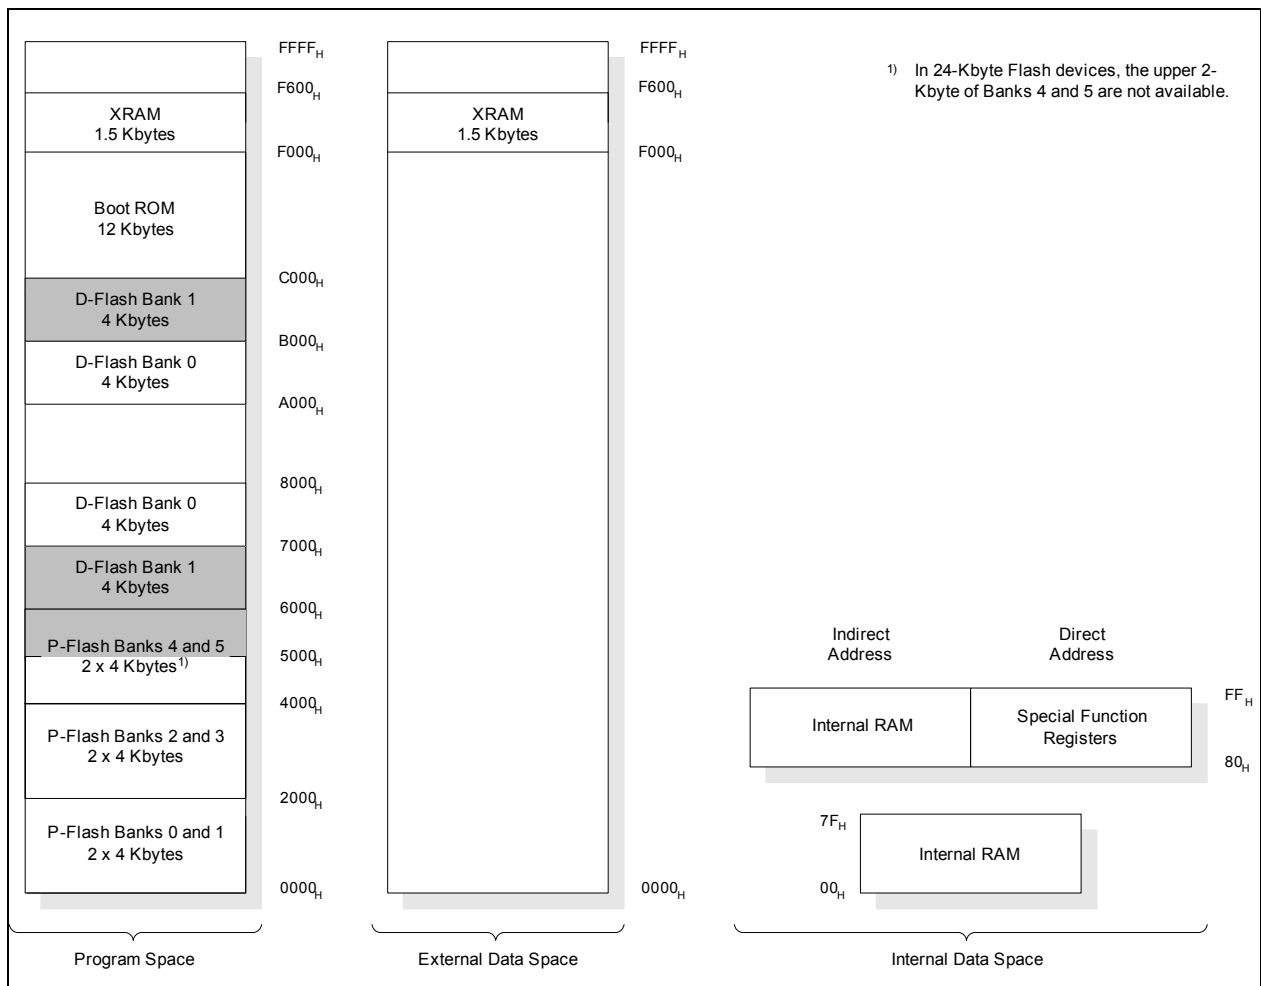 FFFFH
F600H
XRAM
1.5 Kbytes
F000H
Boot ROM
12 Kbytes
C000H
D-Flash Bank 1
4 Kbytes
B000H
D-Flash Bank 0
4 Kbytes
A000H
8000H
D-Flash Bank 0
4 Kbytes
7000H
D-Flash Bank 1
4 Kbytes
6000H
P-Flash Banks 4 and 5
2 x 4 Kbytes1)
5000H
4000H
P-Flash Banks 2 and 3
2 x 4 Kbytes
2000H
P-Flash Banks 0 and 1
2 x 4 Kbytes
0000H
Program Space
FFFFH
F600H
XRAM
1.5 Kbytes
F000H
0000H
External Data Space
1) In 24-Kbyte Flash devices, the upper 2-
Kbyte of Banks 4 and 5 are not available.
Indirect
Address
Direct
Address
Internal RAM
Special Function
Registers
FFH
80H
7FH
Internal RAM
00H
Internal Data Space